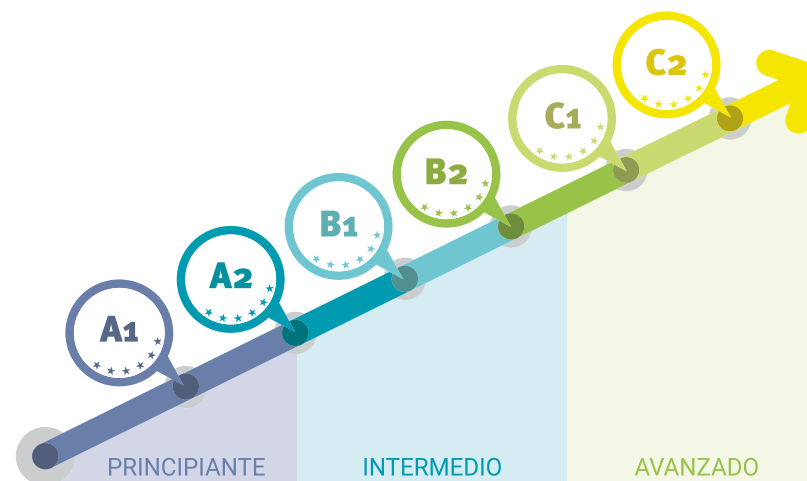 A1
A2
B1
B2
C1
C2
PRINCIPIANTE
INTERMEDIO
AVANZADO